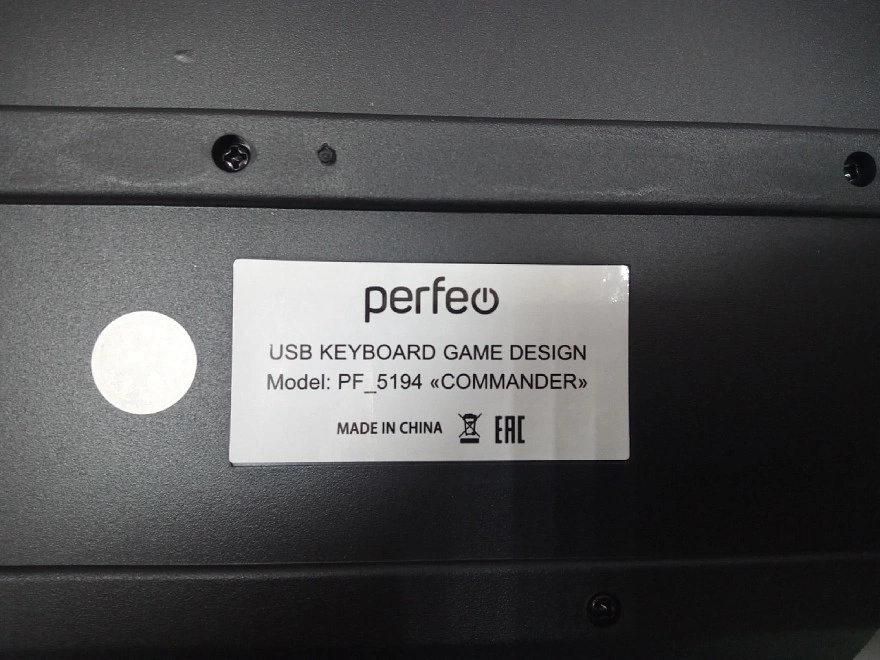 perfeo
USB KEYBOARD GAME DESIGN
Model: PF_5194 «COMMANDER»
MADE IN CHINA EAC